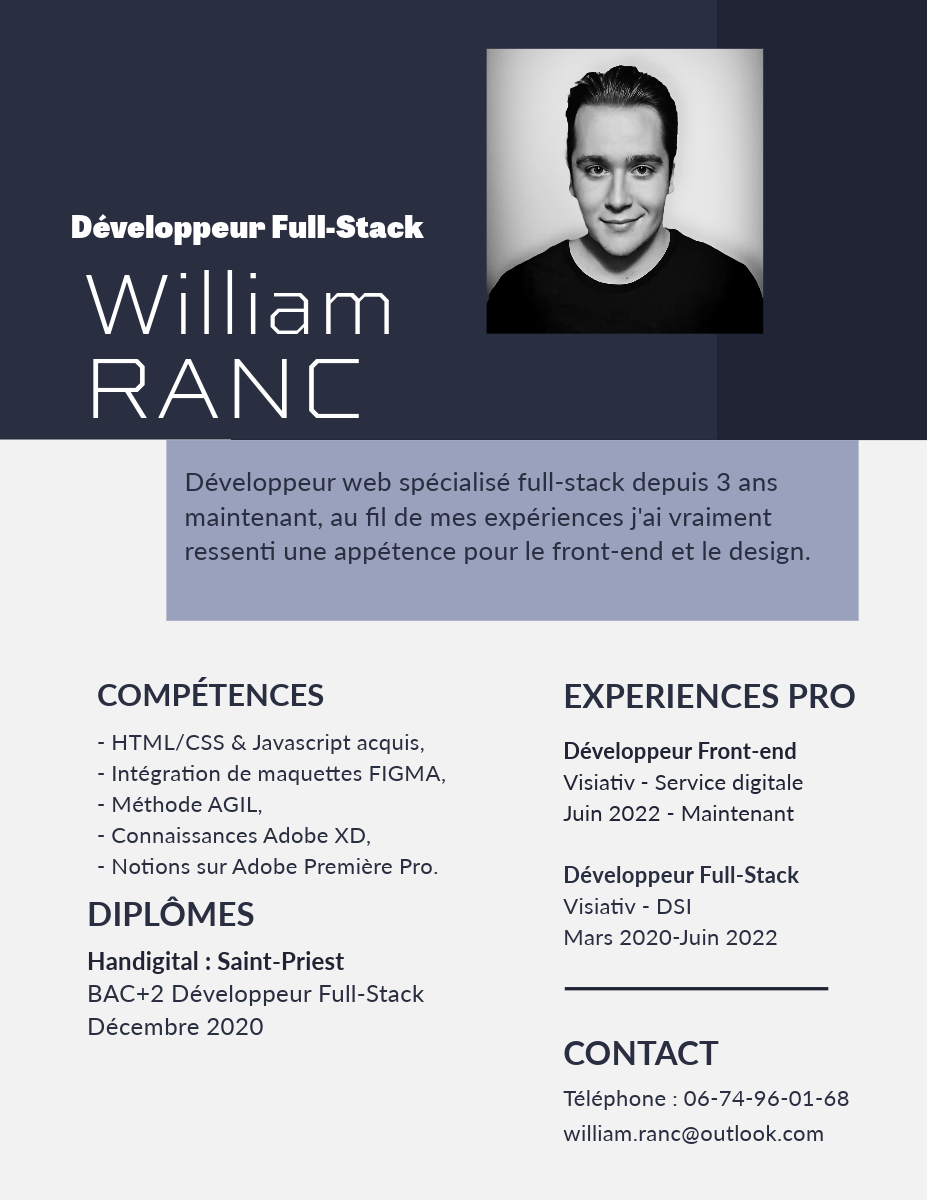 Développeur Full-Stack
William
RANC
Développeur web spécialisé full-stack depuis 3 ans
maintenant, au fil de mes expériences j'ai vraiment
ressenti une appétence pour le front-end et le design.
COMPÉTENCES
- HTML/CSS & Javascript acquis,
- Intégration de maquettes FIGMA,
- Méthode AGIL,
- Connaissances Adobe XD,
- Notions sur Adobe Première Pro.
DIPLÔMES
Handigital : Saint-Priest
BAC+2 Développeur Full-Stack
Décembre 2020
EXPERIENCES PRO
Développeur Front-end
Visiativ - Service digitale
Juin 2022 - Maintenant
Développeur Full-Stack
Visiativ - DSI
Mars 2020-Juin 2022
CONTACT
Téléphone : 06-74-96-01-68
william.ranc@outlook.com